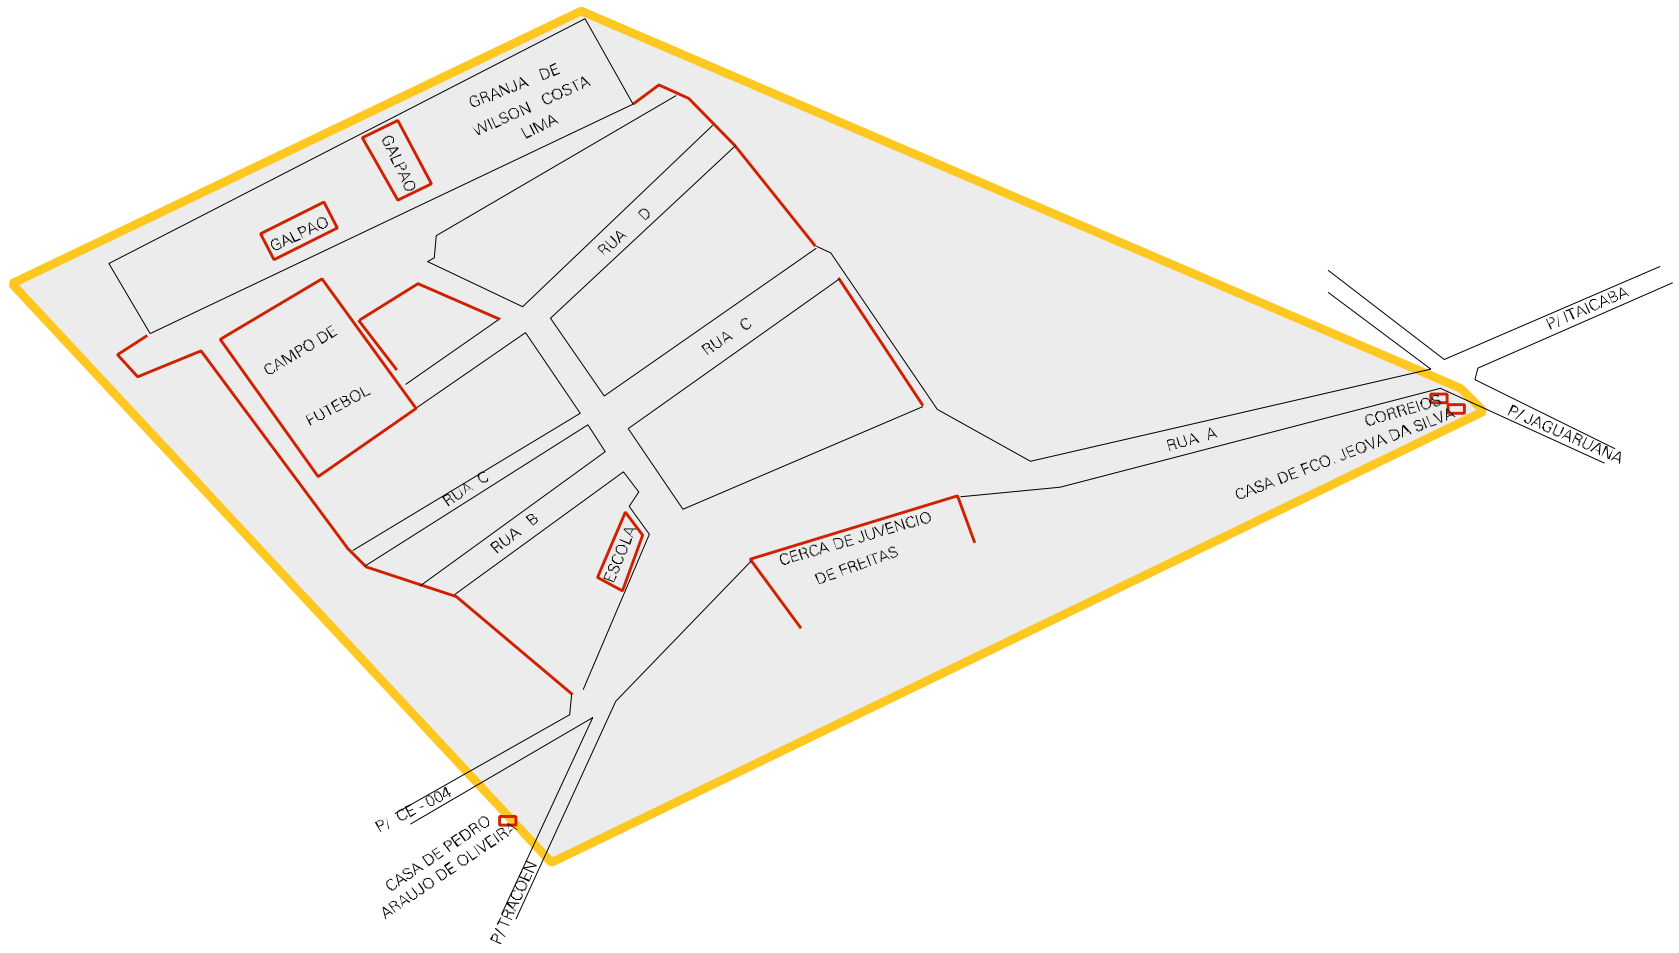 GRANJA DE
WILSON COSTA
LIMA
GALPAO
GALPAO
RUA D
CAMPO DE
FUTEBOL
RUA C
RUA C
RUA B
ESCOLA
CERCA DE JUVENCIO
DE FREITAS
RUA A
P/ ITAICABA
P/ JAGUARUANA
CORREIOS
CASA DE FCO. JEOVA DA SILVA
P/ CE - 004
CASA DE PEDRO
ARAUJO DE OLIVEIRA
P/ TRACOEN